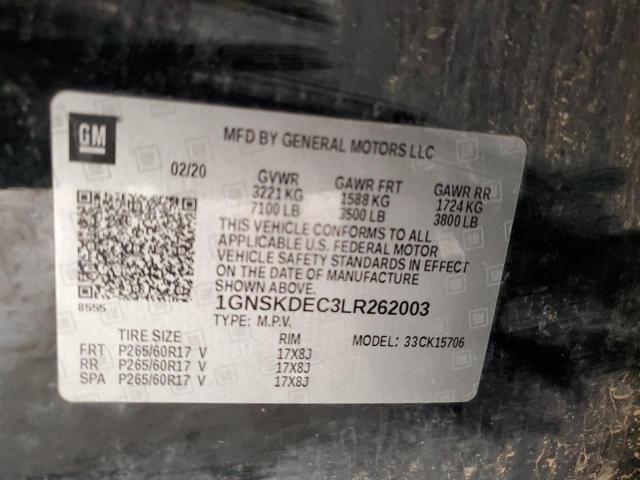 GM
MFD BY GENERAL MOTORS LLC
02/20 GVWR GAWR FRT GAWR RR
3221 KG 1588 KG 1724 KG
7100 LB 3500 LB 3800 LB
THIS VEHICLE CONFORMS TO ALL
APPLICABLE U.S. FEDERAL MOTOR
VEHICLE SAFETY STANDARDS IN EFFECT
ON THE DATE OF MANUFACTURE
SHOWN ABOVE.
8555
1GNSKDEC3LR262003
TYPE: M.P.V.
TIRE SIZE RIM MODEL: 33CK15706
FRT P265/60R17 V 17X8J
RR P265/60R17 V 17X8J
SPA P265/60R17 V 17X8J